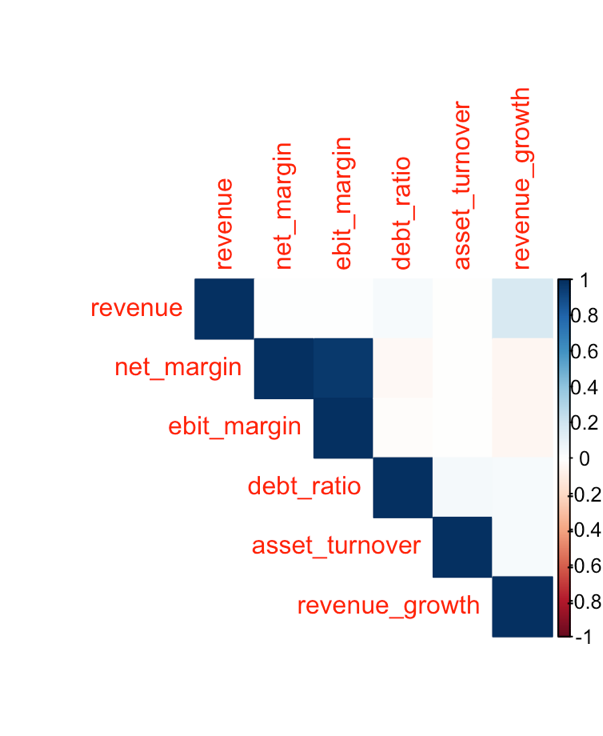 revenue
net_margin
ebit_margin
debt_ratio
asset_turnover
revenue_growth
revenue
net_margin
ebit_margin
debt_ratio
asset_turnover
revenue_growth
1
0.8
0.6
0.4
0.2
0
-0.2
-0.4
-0.6
-0.8
-1